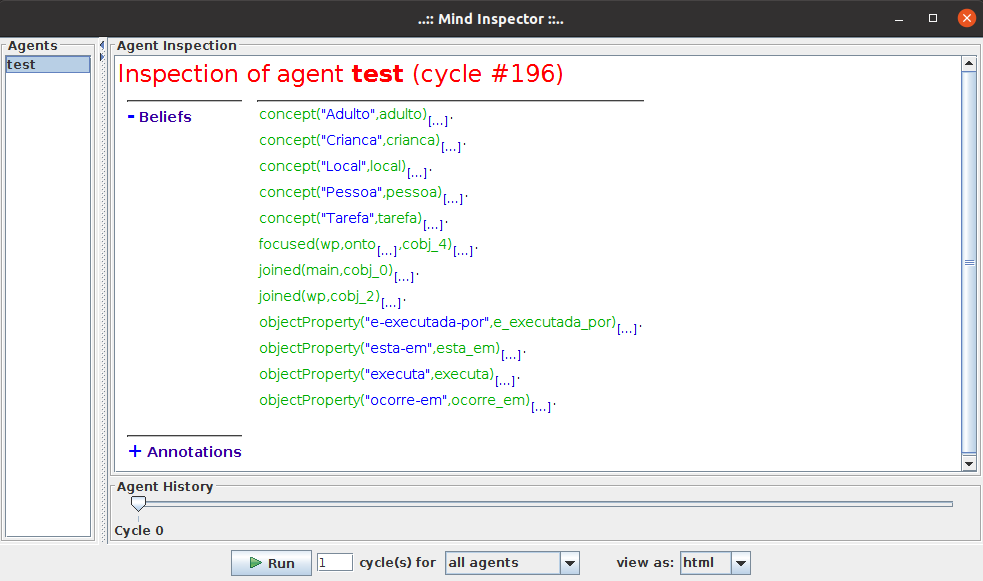 ..:: Mind Inspector ::..
Agents
test
Agent Inspection
Inspection of agent test (cycle #196)
- Beliefs
concept("Adulto",adulto)[...].
concept("Crianca",crianca)[...].
concept("Local",local)[...].
concept("Pessoa",pessoa)[...].
concept("Tarefa",tarefa)[...].
focused(wp,onto[...],cobj_4)[...].
joined(main,cobj_0)[...].
joined(wp,cobj_2)[...].
objectProperty("e-executada-por",e_executada_por)[...].
objectProperty("esta-em",esta_em)[...].
objectProperty("executa",executa)[...].
objectProperty("ocorre-em",ocorre_em)[...].
+ Annotations
Agent History
Cycle 0
Run 1 cycle(s) for all agents view as: html